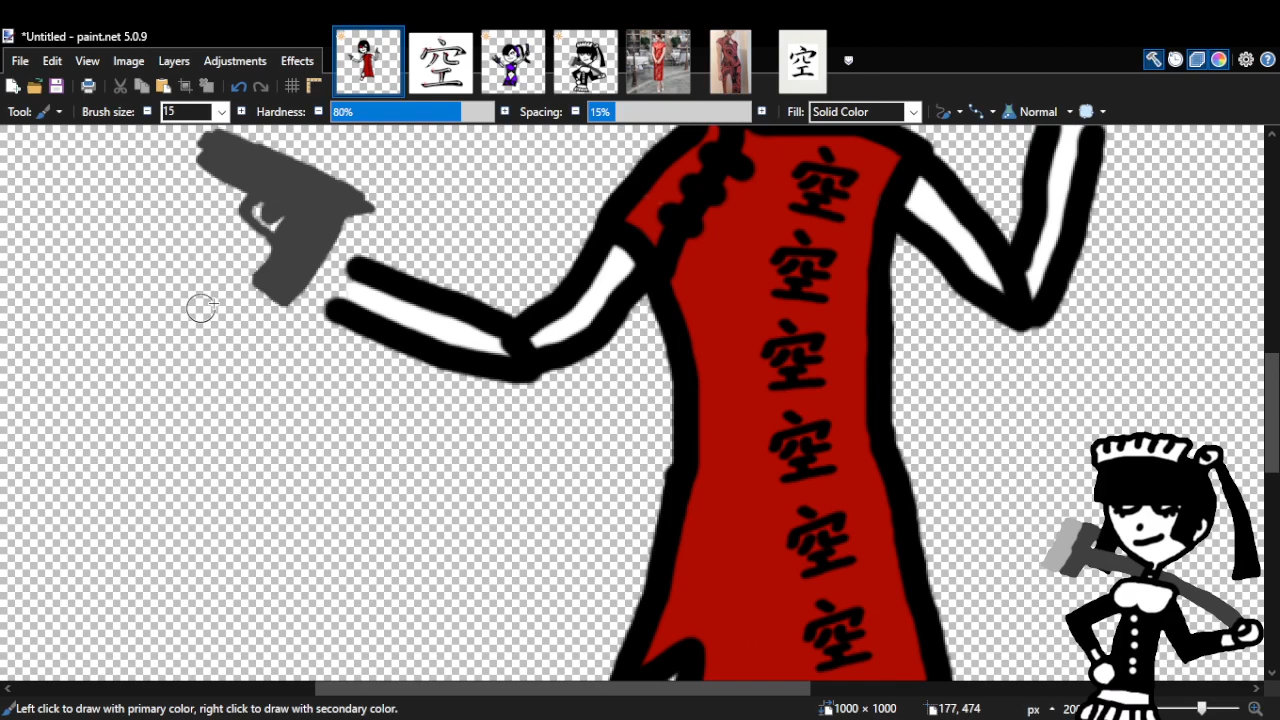 *Untitled - paint.net 5.0.9
File Edit View Image Layers Adjustments Effects
空
空
Tool: Brush size: 15 Hardness: 80% Spacing: 15% Fill: Solid Color Normal
空
空
空
空
空
空
Left click to draw with primary color, right click to draw with secondary color. 1000 × 1000 177, 474 px